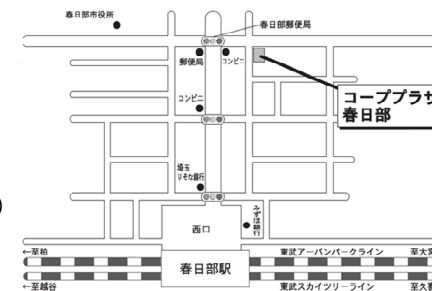 春日部市役所
春日部郵便局
郵便局
コンビニ
コンビニ
コーププラザ
春日部
埼玉
りそな銀行
みずほ銀行
西口
←至柏
東武アーバンパークライン
至大宮
春日部駅
←至越谷
東武スカイツリーライン
至久喜